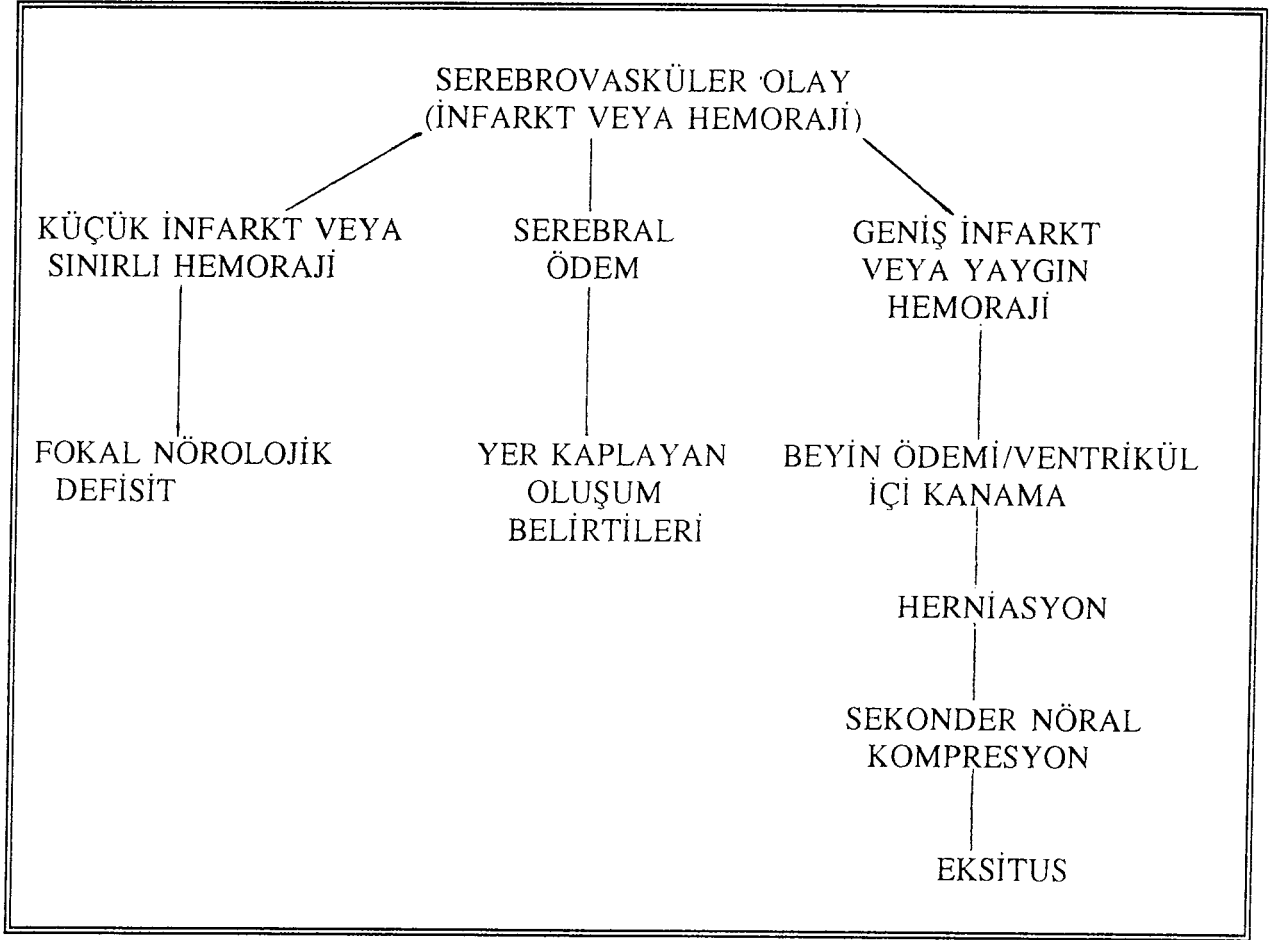 SEREBROVASKÜLER OLAY
(İNFARKT VEYA HEMORAJİ)
KÜÇÜK İNFARKT VEYA
SINIRLI HEMORAJİ
SEREBRAL
ÖDEM
GENİŞ İNFARKT
VEYA YAYGIN
HEMORAJİ
FOKAL NÖROLOJİK
DEFİSİT
YER KAPLAYAN
OLUŞUM
BELİRTİLERİ
BEYİN ÖDEMİ/VENTRİKÜL
İÇİ KANAMA
HERNİASYON
SEKONDER NÖRAL
KOMPRESYON
EKSİTUS